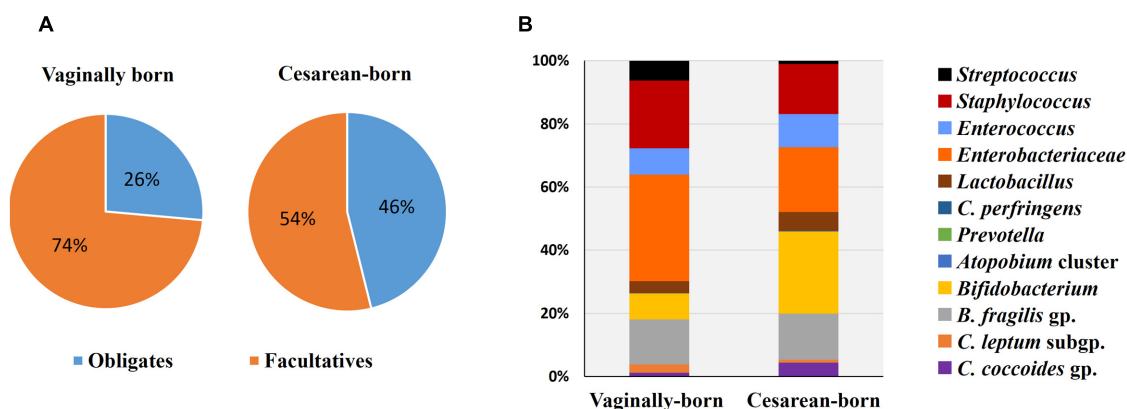 A
Vaginally born
Cesarean-born
26%
74%
54%
46%
Obligates
Facultatives
B
100%
80%
60%
40%
20%
0%
Vaginally-born
Cesarean-born
Streptococcus
Staphylococcus
Enterococcus
Enterobacteriaceae
Lactobacillus
C. perfringens
Prevotella
Atopobium cluster
Bifidobacterium
B. fragilis gp.
C. leptum subgp.
C. coccoides gp.